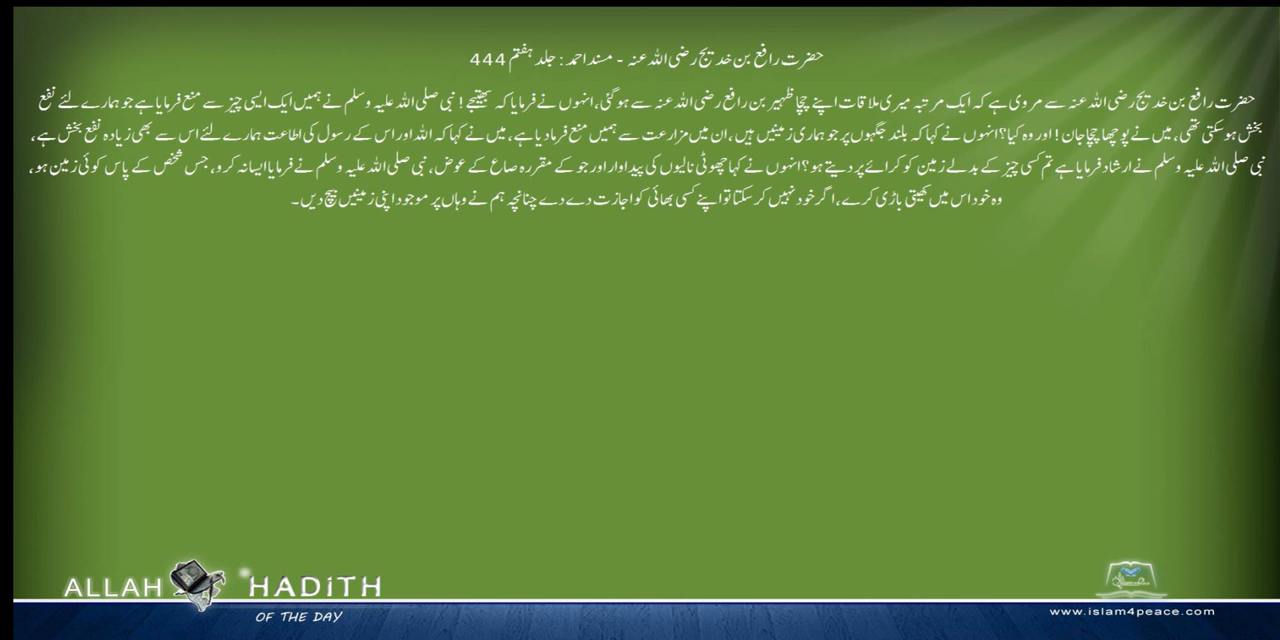 حضرت رافع بن خدیج رضی اللہ عنہ - مسند احمد: جلد ہفتم 444
حضرت رافع بن خدیج رضی اللہ عنہ سے مروی ہے کہ ایک مرتبہ میری ملاقات اپنے چچا ظہیر بن رافع رضی اللہ عنہ سے ہوگئی، انہوں نے فرمایا کہ بھتیجے! نبی صلی اللہ علیہ وسلم نے ہمیں ایک ایسی چیز سے منع فرمایا ہے جو ہمارے لئے نفع
بخش ہوسکتی تھی، میں نے پوچھا چچا جان! اور وہ کیا؟ انہوں نے کہا کہ بلند جگہوں پر جو ہماری زمینیں ہیں، ان میں مزارعت سے ہمیں منع فرما دیا ہے، میں نے کہا کہ اللہ اور اس کے رسول کی اطاعت ہمارے لئے اس سے بھی زیادہ نفع بخش ہے،
نبی صلی اللہ علیہ وسلم نے ارشاد فرمایا ہے تم کسی چیز کے بدلے زمین کو کرائے پر دیتے ہو؟ انہوں نے کہا چھوٹی نالیوں کی پیداوار اور جو کے مقررہ صاع کے عوض، نبی صلی اللہ علیہ وسلم نے فرمایا ایسا نہ کرو، جس شخص کے پاس کوئی زمین ہو،
وہ خود اس میں کھیتی باڑی کرے، اگر خود نہیں کرسکتا تو اپنے کسی بھائی کو اجازت دے دے چنانچہ ہم نے وہاں پر موجود اپنی زمینیں بیچ دیں۔
ALLAH HADITH
OF THE DAY
www.islam4peace.com